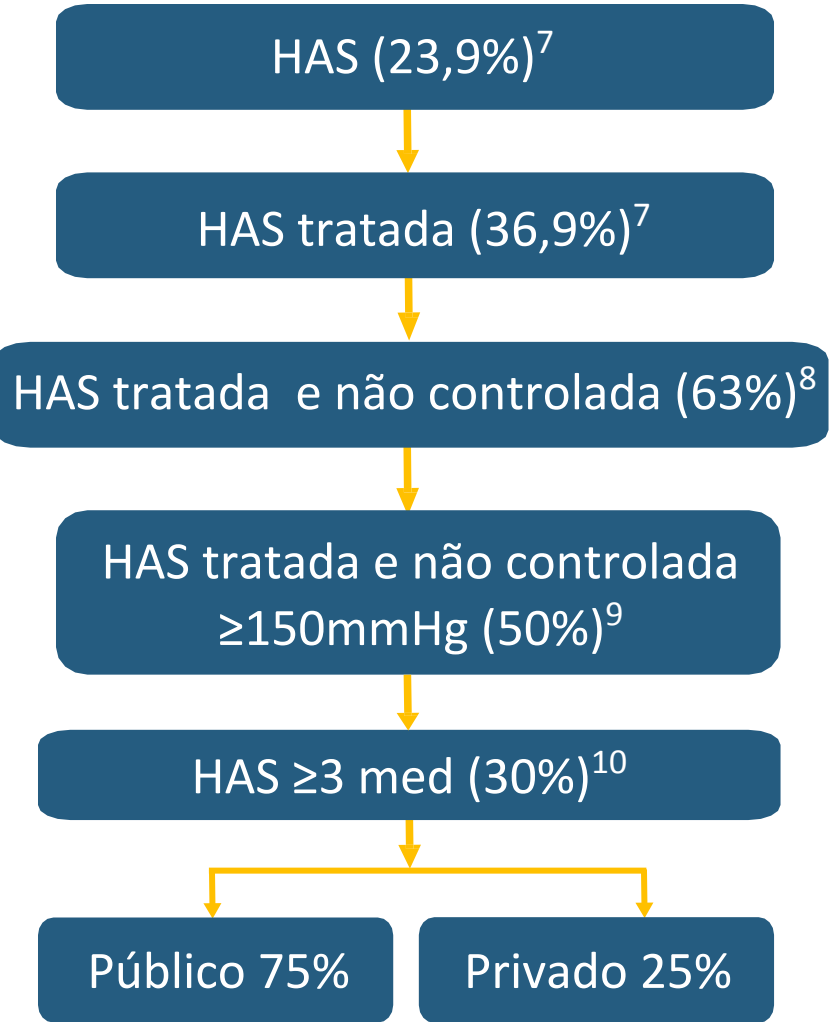 HAS (23,9%)⁷
HAS tratada (36,9%)⁷
HAS tratada  e não controlada (63%)⁸
HAS tratada e não controlada
≥150mmHg (50%)⁹
HAS ≥3 med (30%)¹⁰
Público 75%
Privado 25%